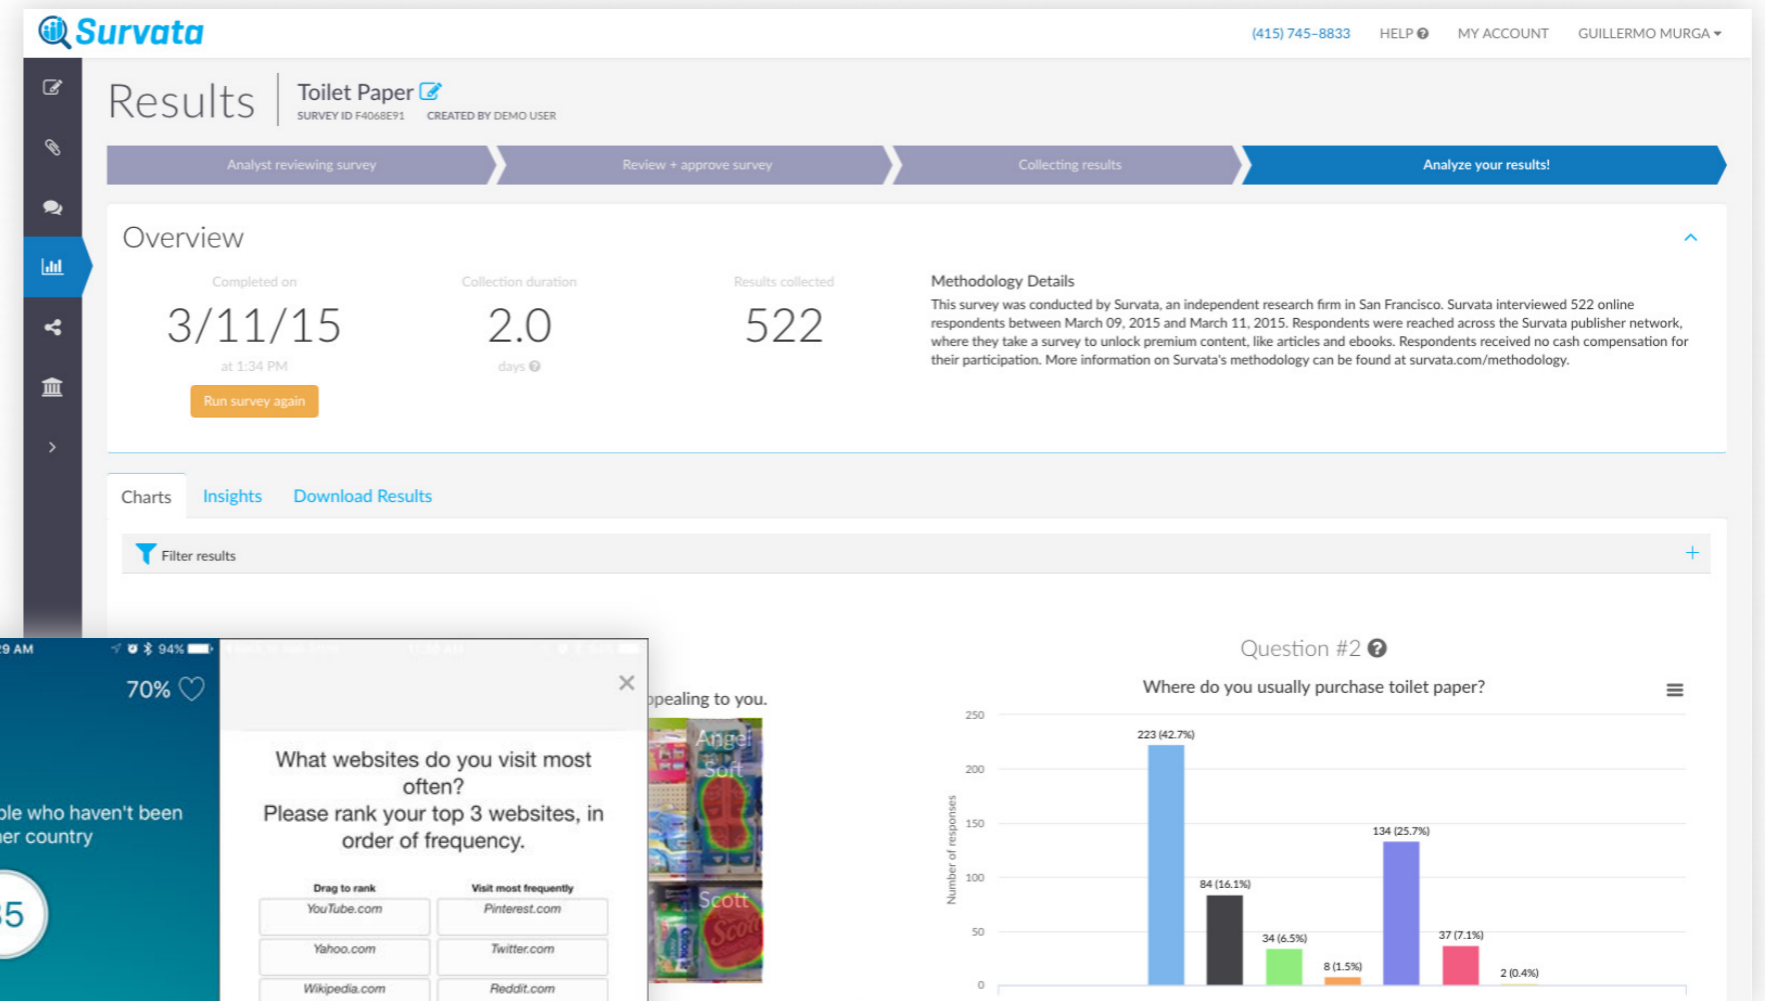 Survata
(415) 745-8833 HELP MY ACCOUNT GUILLERMO MURGA
Results
Toilet Paper
SURVEY ID F4068E91 CREATED BY DEMO USER
Analyst reviewing survey
Review + approve survey
Collecting results
Analyze your results!
Overview
Completed on
3/11/15
at 1:34 PM
Run survey again
Collection duration
2.0
days
Results collected
522
Methodology Details
This survey was conducted by Survata, an independent research firm in San Francisco. Survata interviewed 522 online
respondents between March 09, 2015 and March 11, 2015. Respondents were reached across the Survata publisher network,
where they take a survey to unlock premium content, like articles and ebooks. Respondents received no cash compensation for
their participation. More information on Survata's methodology can be found at survata.com/methodology.
Charts Insights Download Results
Filter results
29 AM 94%
70%
ple who haven't been
her country
35
What websites do you visit most
often?
Please rank your top 3 websites, in
order of frequency.
Drag to rank Visit most frequently
YouTube.com Pinterest.com
Yahoo.com Twitter.com
Wikipedia.com Reddit.com
ppealing to you.
Angel
Soft
Scott
Scott
Question #2
Where do you usually purchase toilet paper?
Number of responses
250
200
150
100
50
0
223 (42.7%)
84 (16.1%)
34 (6.5%)
8 (1.5%)
134 (25.7%)
37 (7.1%)
2 (0.4%)